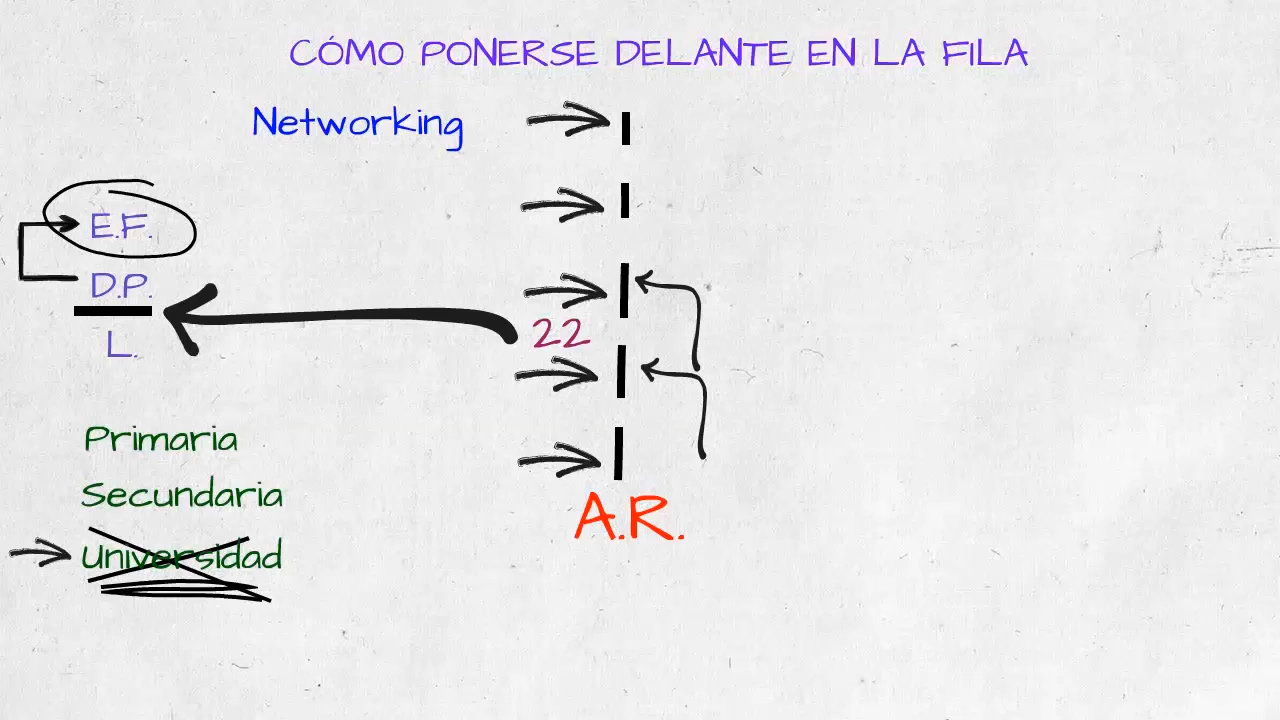 CÓMO PONERSE DELANTE EN LA FILA
Networking
E.F.
D.P.
L.
22
Primaria
Secundaria
Universidad
A.R.